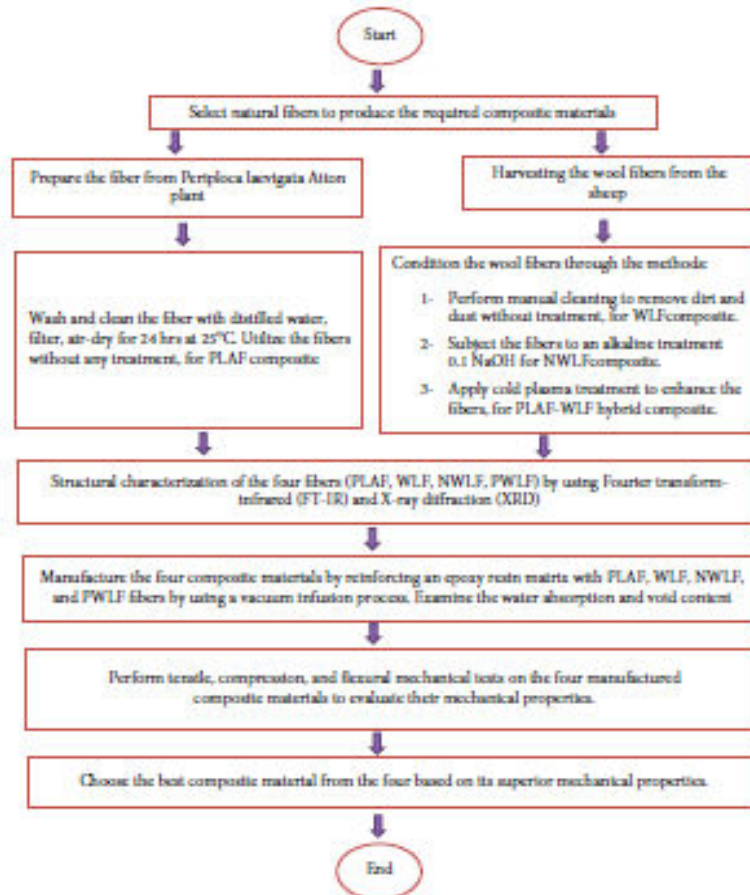 Start
Select natural fibers to produce the required composite materials
Prepare the fiber from Periploca laevigata Aiton
plant
Harvesting the wool fibers from the
sheep
Wash and clean the fiber with distilled water,
filter, air-dry for 24 hrs at 25°C. Utilize the fibers
without any treatment, for PLAF composite
Condition the wool fibers through the methods:
1- Perform manual cleaning to remove dirt and
dust without treatment, for WLFcomposite.
2- Subject the fibers to an alkaline treatment
0.1 NaOH for NWLFcomposite.
3- Apply cold plasma treatment to enhance the
fibers, for PLAF-WLF hybrid composite.
Structural characterization of the four fibers (PLAF, WLF, NWLF, PWLF) by using Fourier transform-
infrared (FT-IR) and X-ray diffraction (XRD)
Manufacture the four composite materials by reinforcing an epoxy resin matrix with PLAF, WLF, NWLF,
and PWLF fibers by using a vacuum infusion process. Examine the water absorption and void content
Perform tensile, compression, and flexural mechanical tests on the four manufactured
composite materials to evaluate their mechanical properties.
Choose the best composite material from the four based on its superior mechanical properties.
End